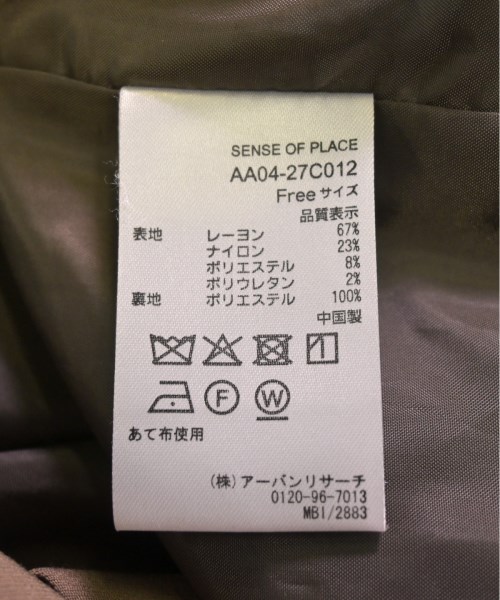 SENSE OF PLACE
AA04-27C012
Freeサイズ
品質表示
表地 レーヨン 67%
ナイロン 23%
ポリエステル 8%
ポリウレタン 2%
裏地 ポリエステル 100%
中国製
F W
あて布使用
(株)アーバンリサーチ
0120-96-7013
MBI/2883